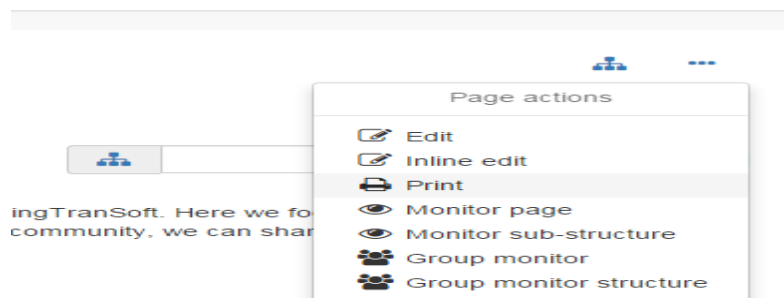 Page actions
Edit
Inline edit
Print
Monitor page
Monitor sub-structure
Group monitor
Group monitor structure
ingTranSoft. Here we fo
community, we can shar